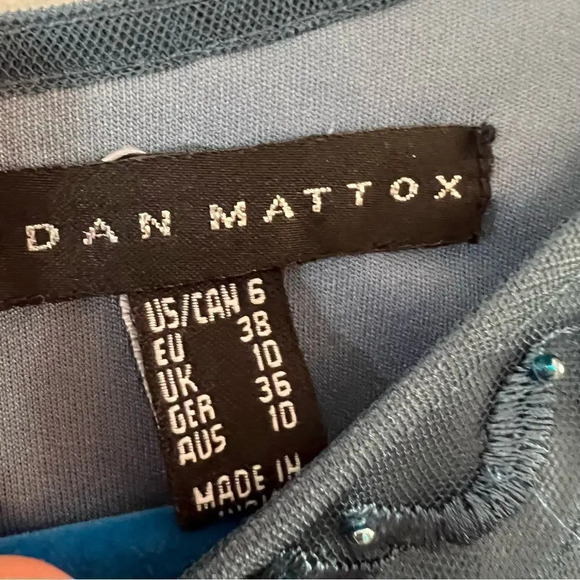 DAN MATTOX
US/CAN 6
EU 38
UK 10
GER 36
AUS 10
MADE IN